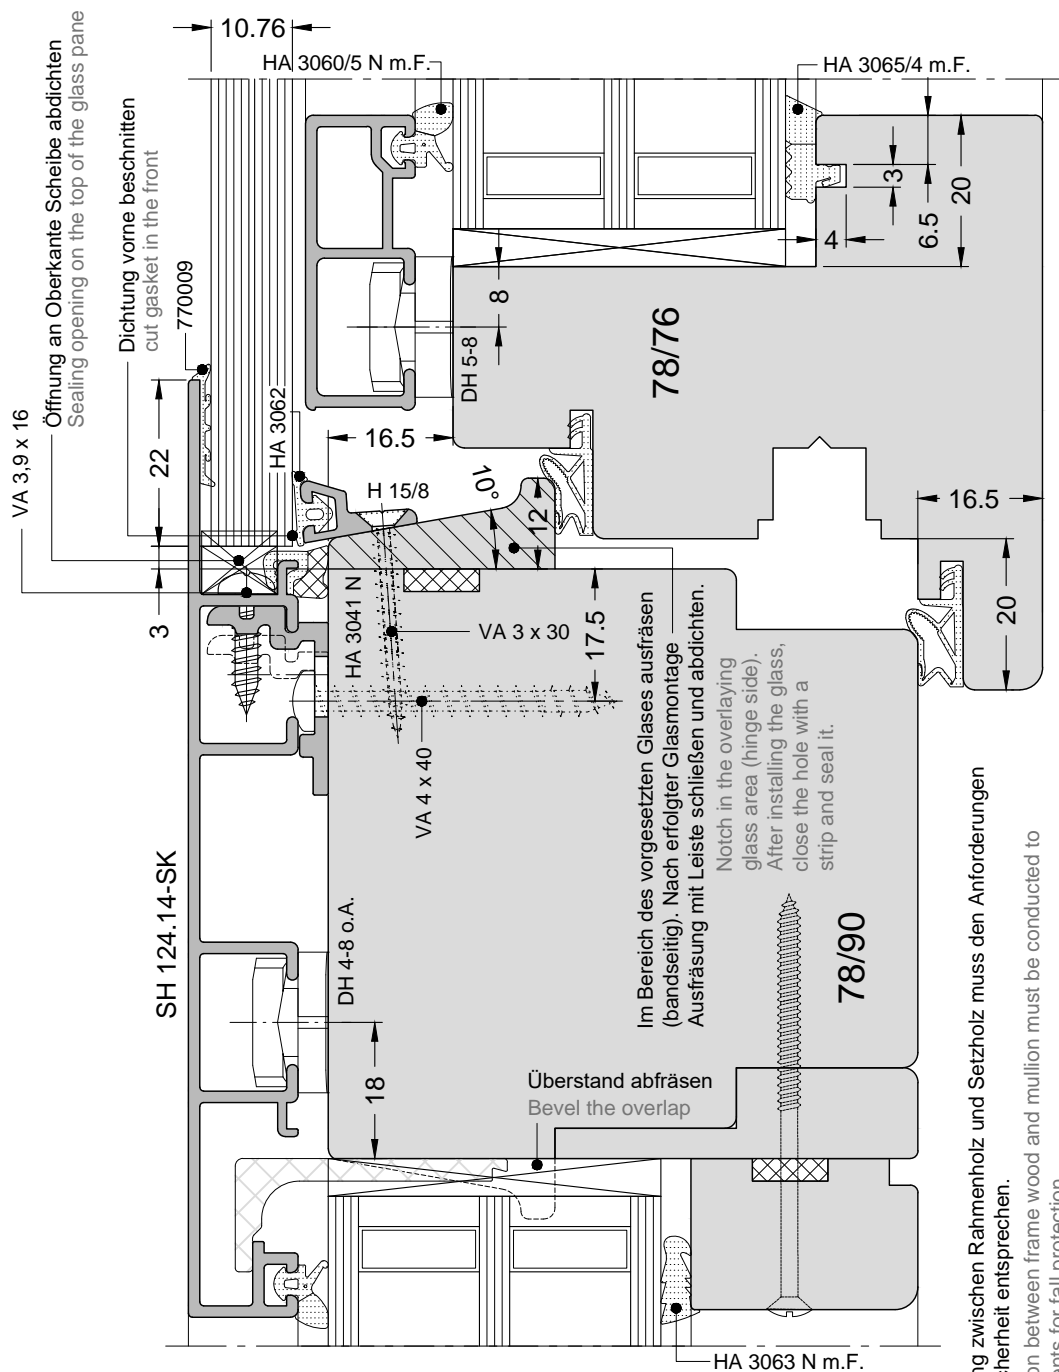 10.76
HA 3060/5 N m.F.
HA 3065/4 m.F.
VA 3,9 x 16
Öffnung an Oberkante Scheibe abdichten
Sealing opening on the top of the glass pane
Dichtung vorne beschnitten
cut gasket in the front
770009
22
3
HA 3062
16.5
H 15/8
10°
12
8
DH 5-8
78/76
3
4
6.5
20
16.5
20
HA 3041 N
VA 3 x 30
17.5
VA 4 x 40
SH 124.14-SK
DH 4-8 o.A.
18
Im Bereich des vorgesetzten Glases ausfräsen
(bandseitig). Nach erfolgter Glasmontage
Ausfräsung mit Leiste schließen und abdichten.
Notch in the overlaying
glass area (hinge side).
After installing the glass,
close the hole with a
strip and seal it.
78/90
Überstand abfräsen
Bevel the overlap
HA 3063 N m.F.
zwischen Rahmenholz und Setzholz muss den Anforderungen
entsprechen.
between frame wood and mullion must be conducted to
for fall protection